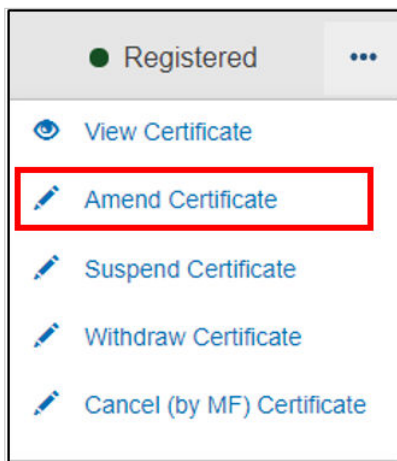 Registered
View Certificate
Amend Certificate
Suspend Certificate
Withdraw Certificate
Cancel (by MF) Certificate